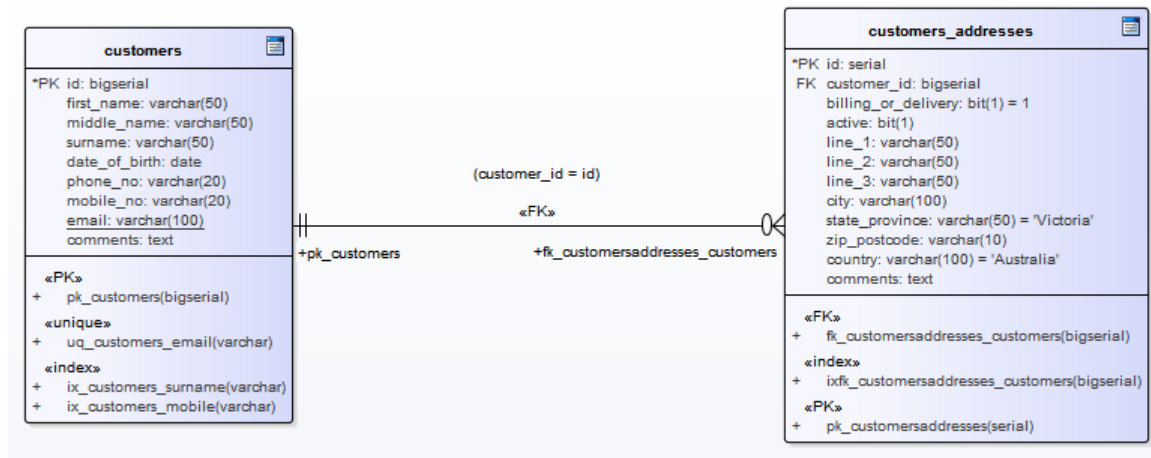 customers
*PK id: bigserial
first_name: varchar(50)
middle_name: varchar(50)
surname: varchar(50)
date_of_birth: date
phone_no: varchar(20)
mobile_no: varchar(20)
email: varchar(100)
comments: text
«PK»
+ pk_customers(bigserial)
«unique»
+ uq_customers_email(varchar)
«index»
+ ix_customers_surname(varchar)
+ ix_customers_mobile(varchar)
(customer_id = id)
«FK»
+pk_customers
+fk_customersaddresses_customers
customers_addresses
*PK id: serial
FK customer_id: bigserial
billing_or_delivery: bit(1) = 1
active: bit(1)
line_1: varchar(50)
line_2: varchar(50)
line_3: varchar(50)
city: varchar(100)
state_province: varchar(50) = 'Victoria'
zip_postcode: varchar(10)
country: varchar(100) = 'Australia'
comments: text
«FK»
+ fk_customersaddresses_customers(bigserial)
«index»
+ ixfk_customersaddresses_customers(bigserial)
«PK»
+ pk_customersaddresses(serial)